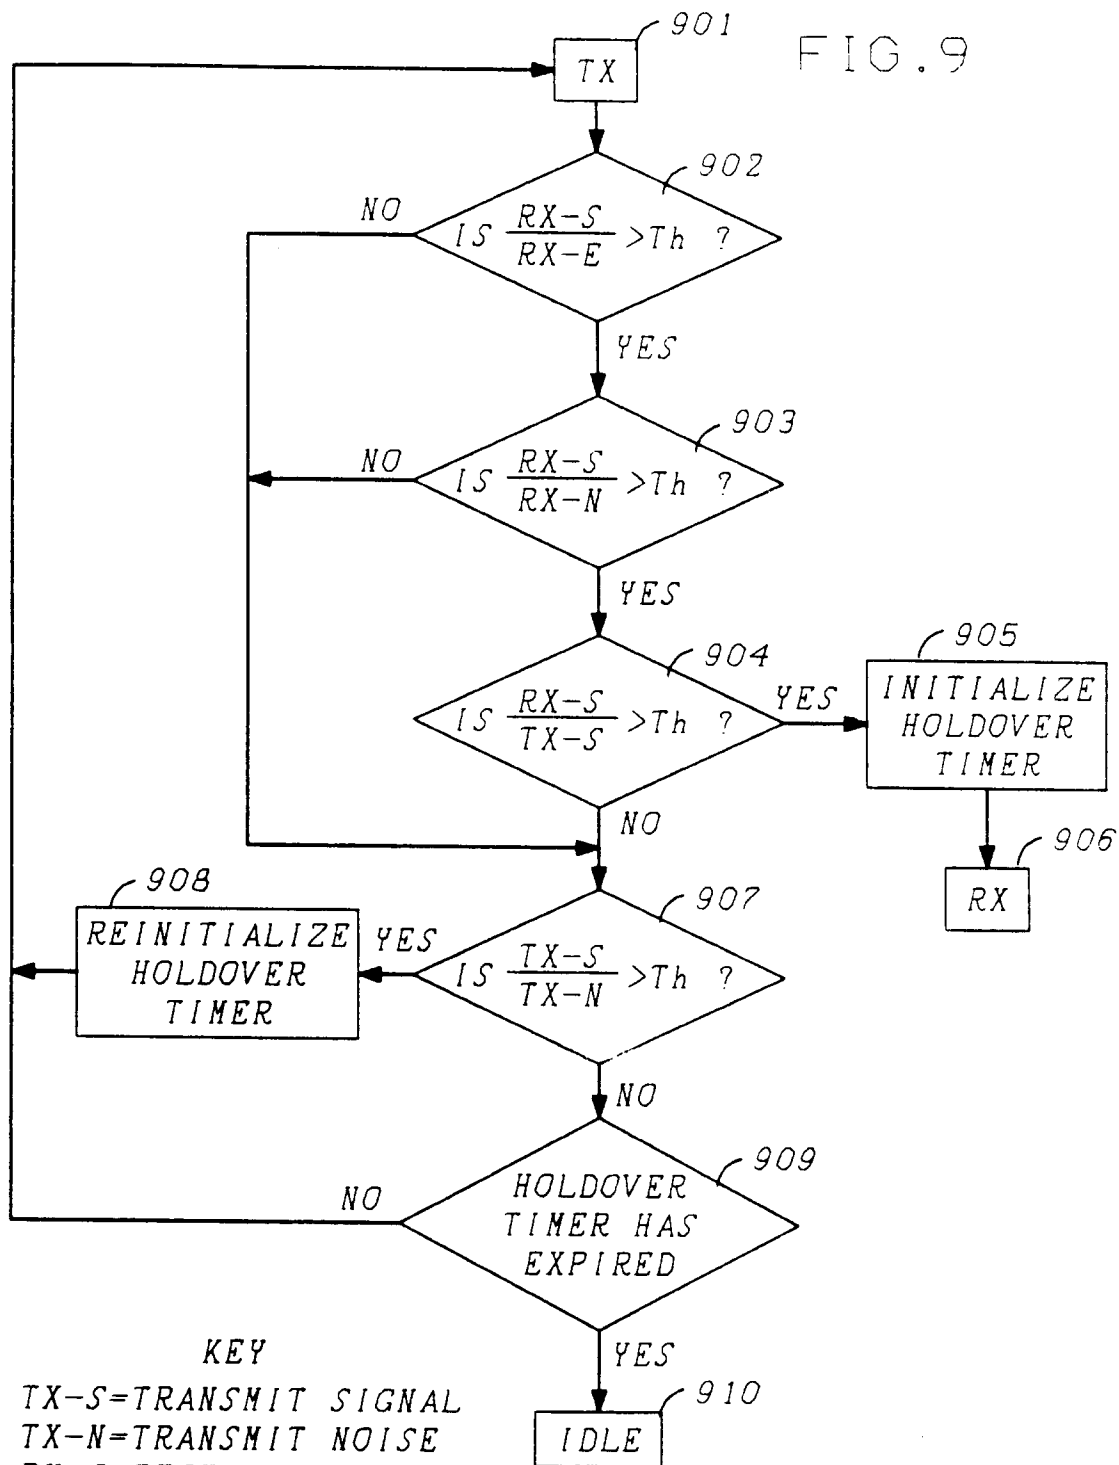 901
FIG.9
TX
902
NO
IS RX-S/RX-E >Th ?
YES
903
NO
IS RX-S/RX-N >Th ?
YES
904
905
IS RX-S/TX-S >Th ?
YES
INITIALIZE
HOLDOVER
TIMER
NO
906
RX
908
907
REINITIALIZE
HOLDOVER
TIMER
YES
IS TX-S/TX-N >Th ?
NO
909
NO
HOLDOVER
TIMER HAS
EXPIRED
YES
KEY
910
TX-S=TRANSMIT SIGNAL
TX-N=TRANSMIT NOISE
IDLE